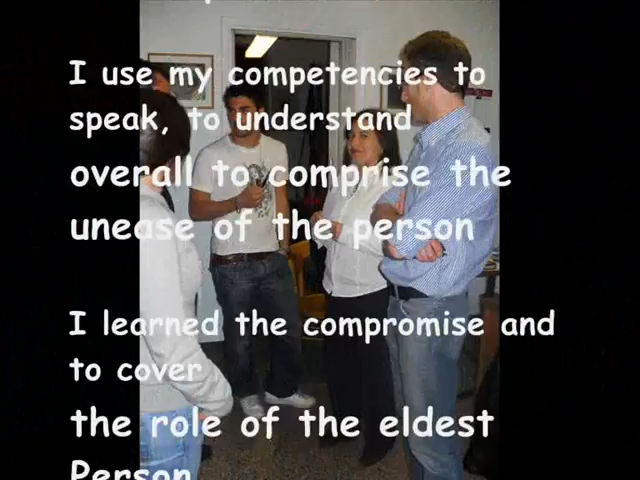 I use my competencies to
speak, to understand
overall to comprise the
unease of the person
I learned the compromise and
to cover
the role of the eldest
Person